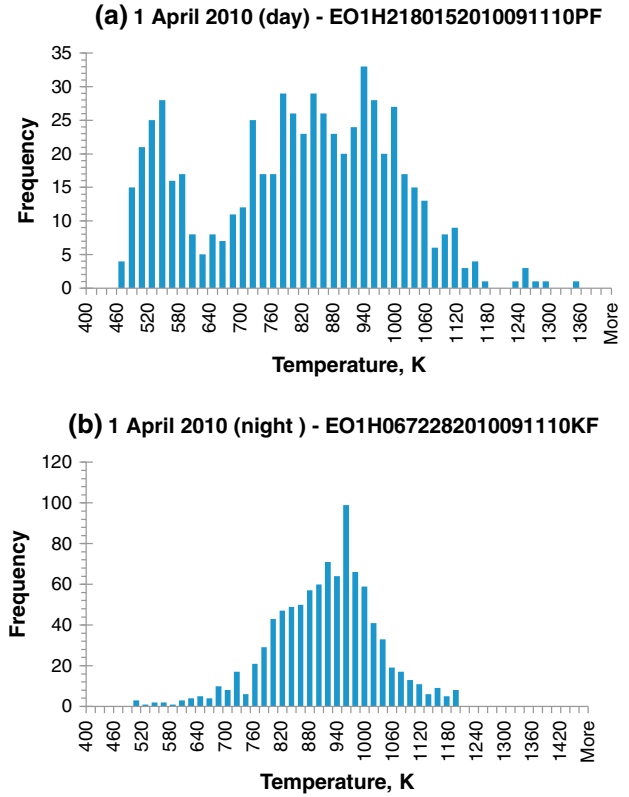 (a) 1 April 2010 (day) - EO1H2180152010091110PF
35
30
25
20
15
10
5
0
Frequency
400 460 520 580 640 700 760 820 880 940 1000 1060 1120 1180 1240 1300 1360 More
Temperature, K
(b) 1 April 2010 (night ) - EO1H0672282010091110KF
120
100
80
60
40
20
0
Frequency
400 460 520 580 640 700 760 820 880 940 1000 1060 1120 1180 1240 1300 1360 1420 More
Temperature, K